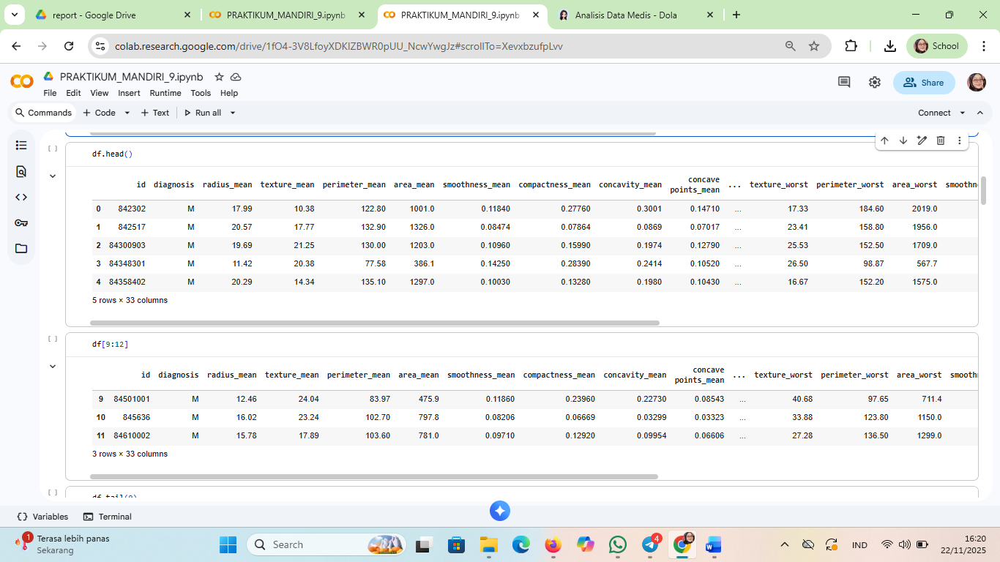 report - Google Drive
PRAKTIKUM_MANDIRI_9.ipynb
PRAKTIKUM_MANDIRI_9.ipynb
Analisis Data Medis - Dola
colab.research.google.com/drive/1fO4-3V8LfoyXDKIZBWR0pUU_NcwYwgJz#scrollTo=XevxbzufpLvv
School
CO PRAKTIKUM_MANDIRI_9.ipynb
File Edit View Insert Runtime Tools Help
Share
Commands + Code + Text Run all
Connect
[ ]
df.head()
id diagnosis radius_mean texture_mean perimeter_mean area_mean smoothness_mean compactness_mean concavity_mean concave points_mean ... texture_worst perimeter_worst area_worst smoothn
0 842302 M 17.99 10.38 122.80 1001.0 0.11840 0.27760 0.3001 0.14710 ... 17.33 184.60 2019.0
1 842517 M 20.57 17.77 132.90 1326.0 0.08474 0.07864 0.0869 0.07017 ... 23.41 158.80 1956.0
2 84300903 M 19.69 21.25 130.00 1203.0 0.10960 0.15990 0.1974 0.12790 ... 25.53 152.50 1709.0
3 84348301 M 11.42 20.38 77.58 386.1 0.14250 0.28390 0.2414 0.10520 ... 26.50 98.87 567.7
4 84358402 M 20.29 14.34 135.10 1297.0 0.10030 0.13280 0.1980 0.10430 ... 16.67 152.20 1575.0
5 rows × 33 columns
[ ]
df[9:12]
id diagnosis radius_mean texture_mean perimeter_mean area_mean smoothness_mean compactness_mean concavity_mean concave points_mean ... texture_worst perimeter_worst area_worst smoothn
9 84501001 M 12.46 24.04 83.97 475.9 0.11860 0.23960 0.22730 0.08543 ... 40.68 97.65 711.4
10 845636 M 16.02 23.24 102.70 797.8 0.08206 0.06669 0.03299 0.03323 ... 33.88 123.80 1150.0
11 84610002 M 15.78 17.89 103.60 781.0 0.09710 0.12920 0.09954 0.06606 ... 27.28 136.50 1299.0
3 rows × 33 columns
[ ]
Variables Terminal
1
Terasa lebih panas
Sekarang
Search
4
IND
16:20
22/11/2025